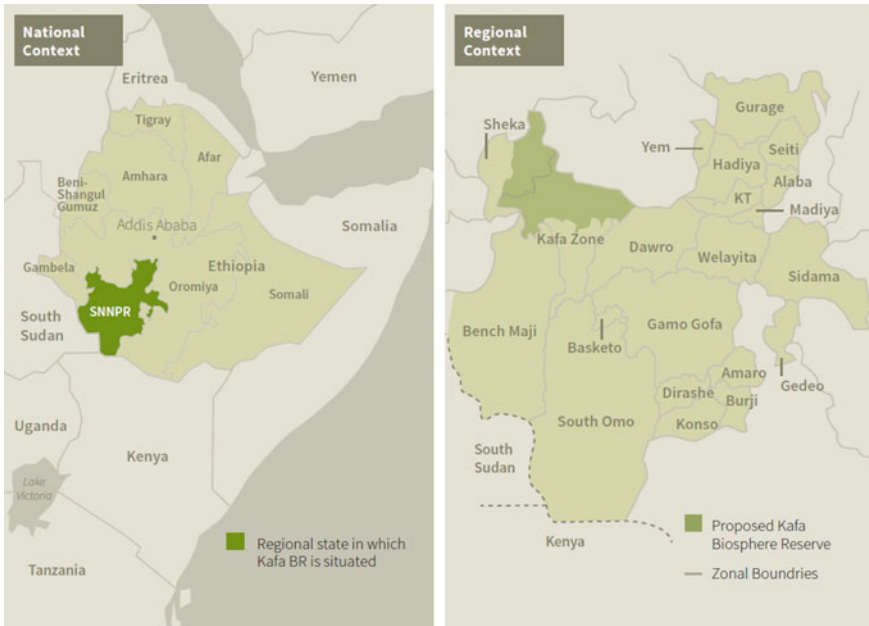 National
Context
Eritrea
Yemen
Tigray
Afar
Amhara
Beni-
Shangul
Gumuz
Addis Ababa
Somalia
Gambela
Ethiopia
Oromiya
Somali
SNNPR
South
Sudan
Uganda
Kenya
Lake
Victoria
Regional state in which
Kafa BR is situated
Tanzania
Regional
Context
Gurage
Sheka
Yem
Seiti
Hadiya
Alaba
KT
Madiya
Kafa Zone
Dawro
Welayita
Sidama
Bench Maji
Gamo Gofa
Basketo
Amaro
Gedeo
Dirashe
Burji
South Omo
Konso
South
Sudan
Proposed Kafa
Biosphere Reserve
Kenya
Zonal Boundries